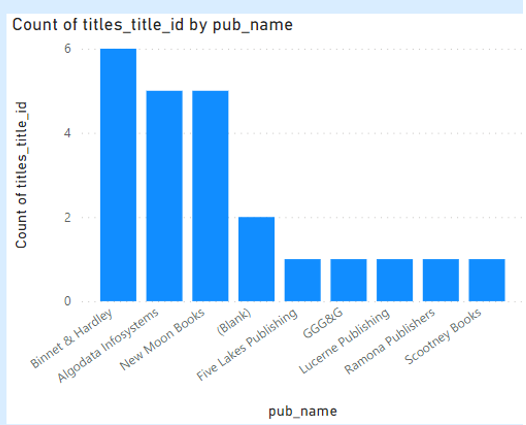 Count of titles_title_id by pub_name
Count of titles_title_id
6
4
2
0
Binnet & Hardley
Algodata Infosystems
New Moon Books
(Blank)
Five Lakes Publishing
GGG&G
Lucerne Publishing
Ramona Publishers
Scootney Books
pub_name